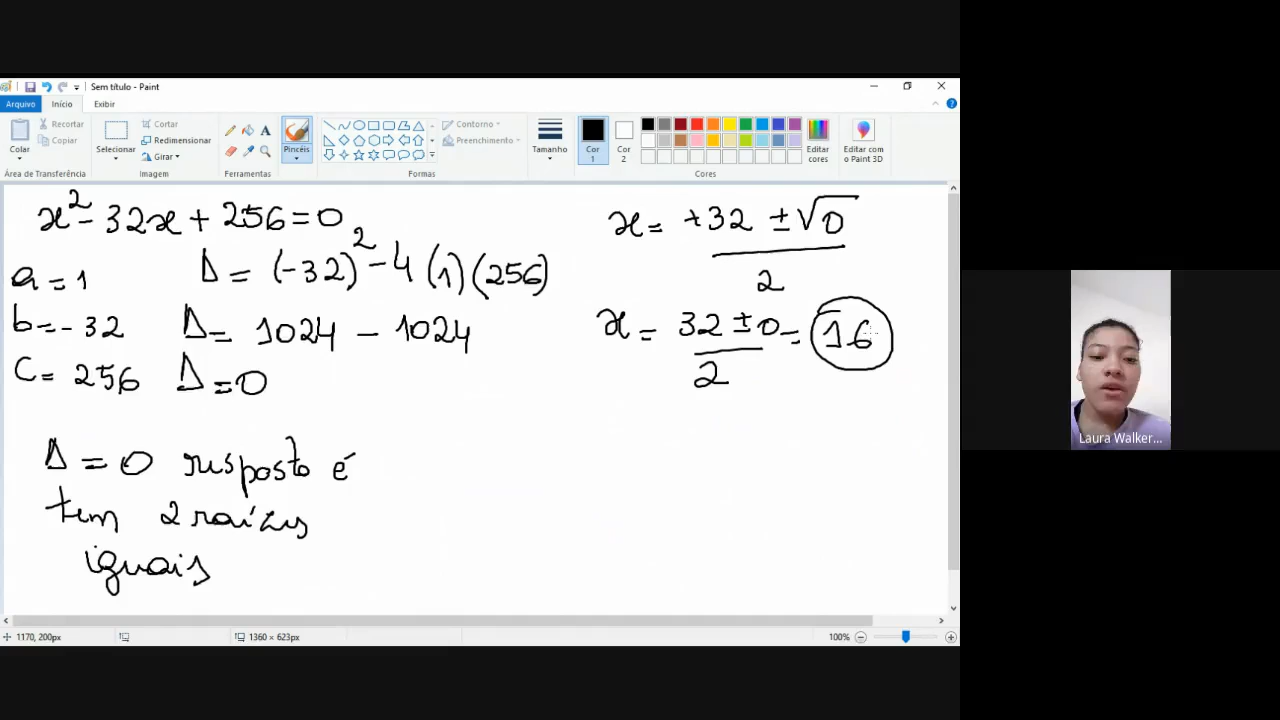 Sem título - Paint
Arquivo Início Exibir
Colar
Recortar
Copiar
Área de Transferência
Selecionar
Cortar
Redimensionar
Girar
Imagem
Ferramentas
Pincéis
Contorno
Preenchimento
Formas
Tamanho
Cor 1
Cor 2
Editar cores
Cores
Editar com o Paint 3D
x² - 32x + 256 = 0
a = 1
b = - 32
c = 256
Δ = (-32)² - 4 (1) (256)
Δ = 1024 - 1024
Δ = 0
Δ = 0 resposta é
tem 2 raízes
iguais
x = +32 ± √0
2
x = 32 ± 0 = 16
2
Laura Walker...
1170, 200px
1360 × 623px
100%